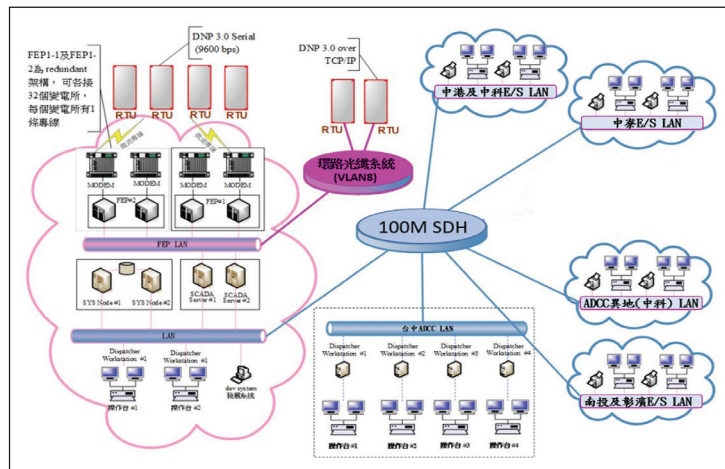 FEP1-1及FEP1-
2為 redundant
架構，可各接
32個變電所，
每個變電所有1
條專線
DNP 3.0 Serial
(9600 bps)
DNP 3.0 over
TCP/IP
RTU
RTU
RTU
RTU
RTU
RTU
MODEM
MODEM
MODEM
MODEM
FEP#2
FEP#1
FEP LAN
環路光纖系統
(VLAN8)
100M SDH
SYS Node #1
SYS Node #2
SCADA
Server #1
SCADA
Server #2
LAN
Dispatcher
Workstation #1
Dispatcher
Workstation #1
操作台 #1
操作台 #2
dev system
發展系統
台中ADCC LAN
Dispatcher
Workstation
#1
Dispatcher
Workstation
#2
Dispatcher
Workstation
#3
Dispatcher
Workstation
#4
操作台#1
操作台#2
操作台#3
操作台#4
中港及中科E/S LAN
中寮E/S LAN
ADCC異地(中科) LAN
南投及彰濱E/S LAN